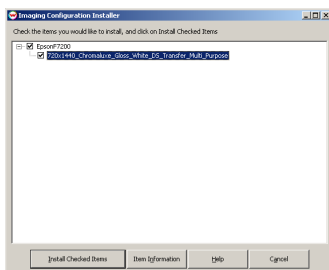 Imaging Configuration Installer
Check the items you would like to install, and click on Install Checked Items
EpsonF7200
720x1440_Chromaluxe_Gloss_White_DS_Transfer_Multi_Purpose
Install Checked Items Item Information Help Cancel